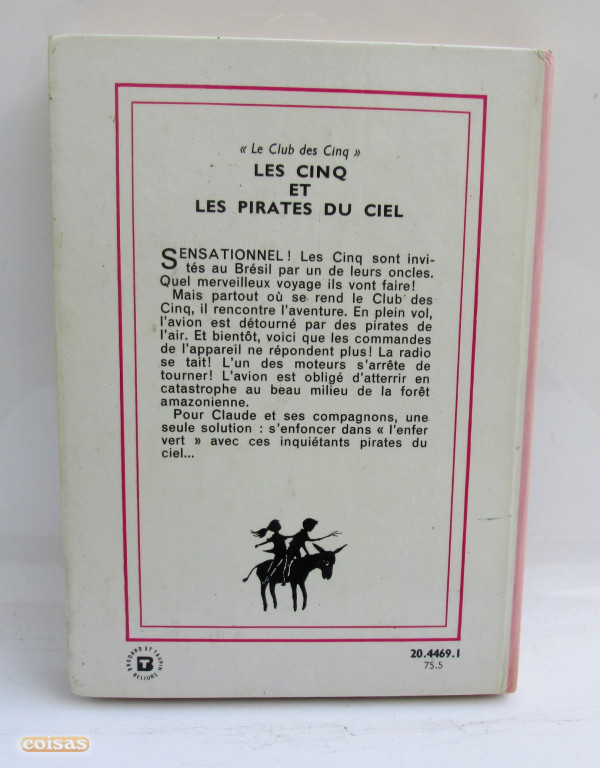 « Le Club des Cinq »
LES CINQ
ET
LES PIRATES DU CIEL
SENSATIONNEL! Les Cinq sont invi-
tés au Brésil par un de leurs oncles.
Quel merveilleux voyage ils vont faire!
Mais partout où se rend le Club des
Cinq, il rencontre l'aventure. En plein vol,
l'avion est détourné par des pirates de
l'air. Et bientôt, voici que les commandes
de l'appareil ne répondent plus! La radio
se tait! L'un des moteurs s'arrête de
tourner! L'avion est obligé d'atterrir en
catastrophe au beau milieu de la forêt
amazonienne.
Pour Claude et ses compagnons, une
seule solution : s'enfoncer dans « l'enfer
vert » avec ces inquiétants pirates du
ciel...
BRODARD ET TAUPIN
RELIURE
20.4469.1
75.5
coisas